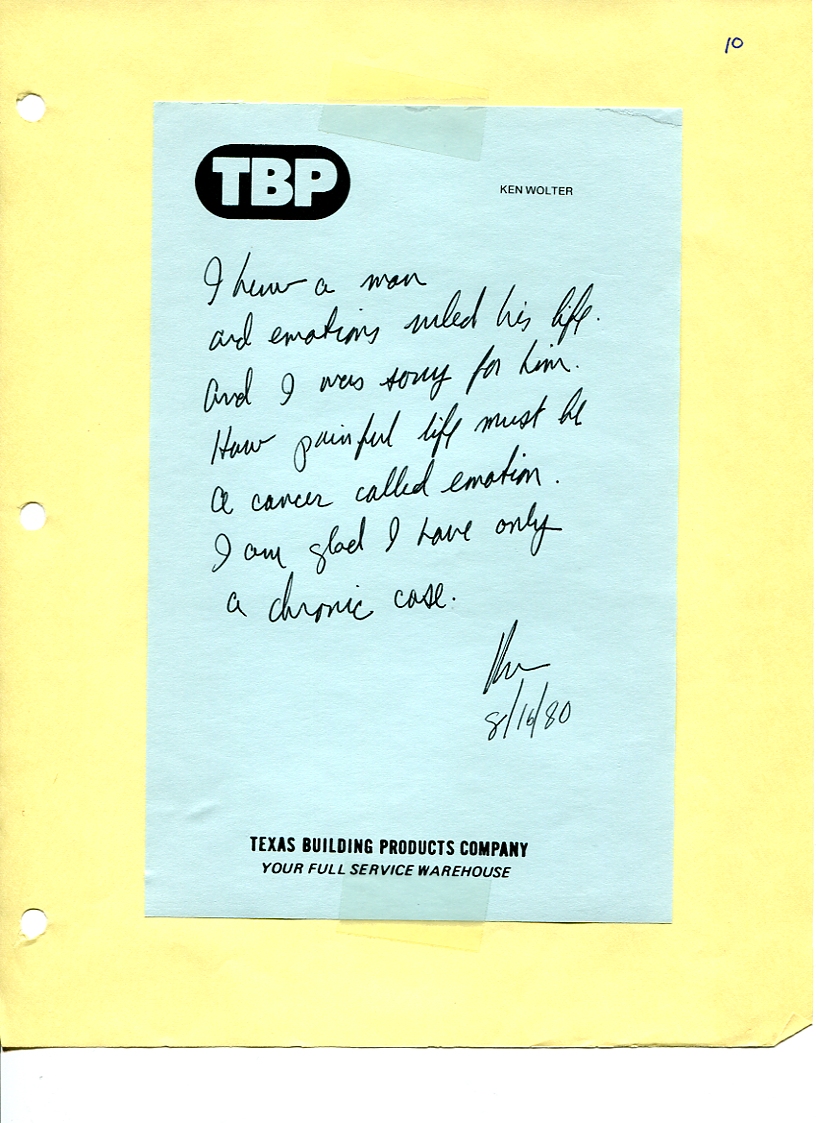 10
TBP
KEN WOLTER
I knew a man
and emotions ruled his life.
And I was sorry for him.
How painful life must be
a cancer called emotion.
I am glad I have only
a chronic case.
Ken
8/16/80
TEXAS BUILDING PRODUCTS COMPANY
YOUR FULL SERVICE WAREHOUSE